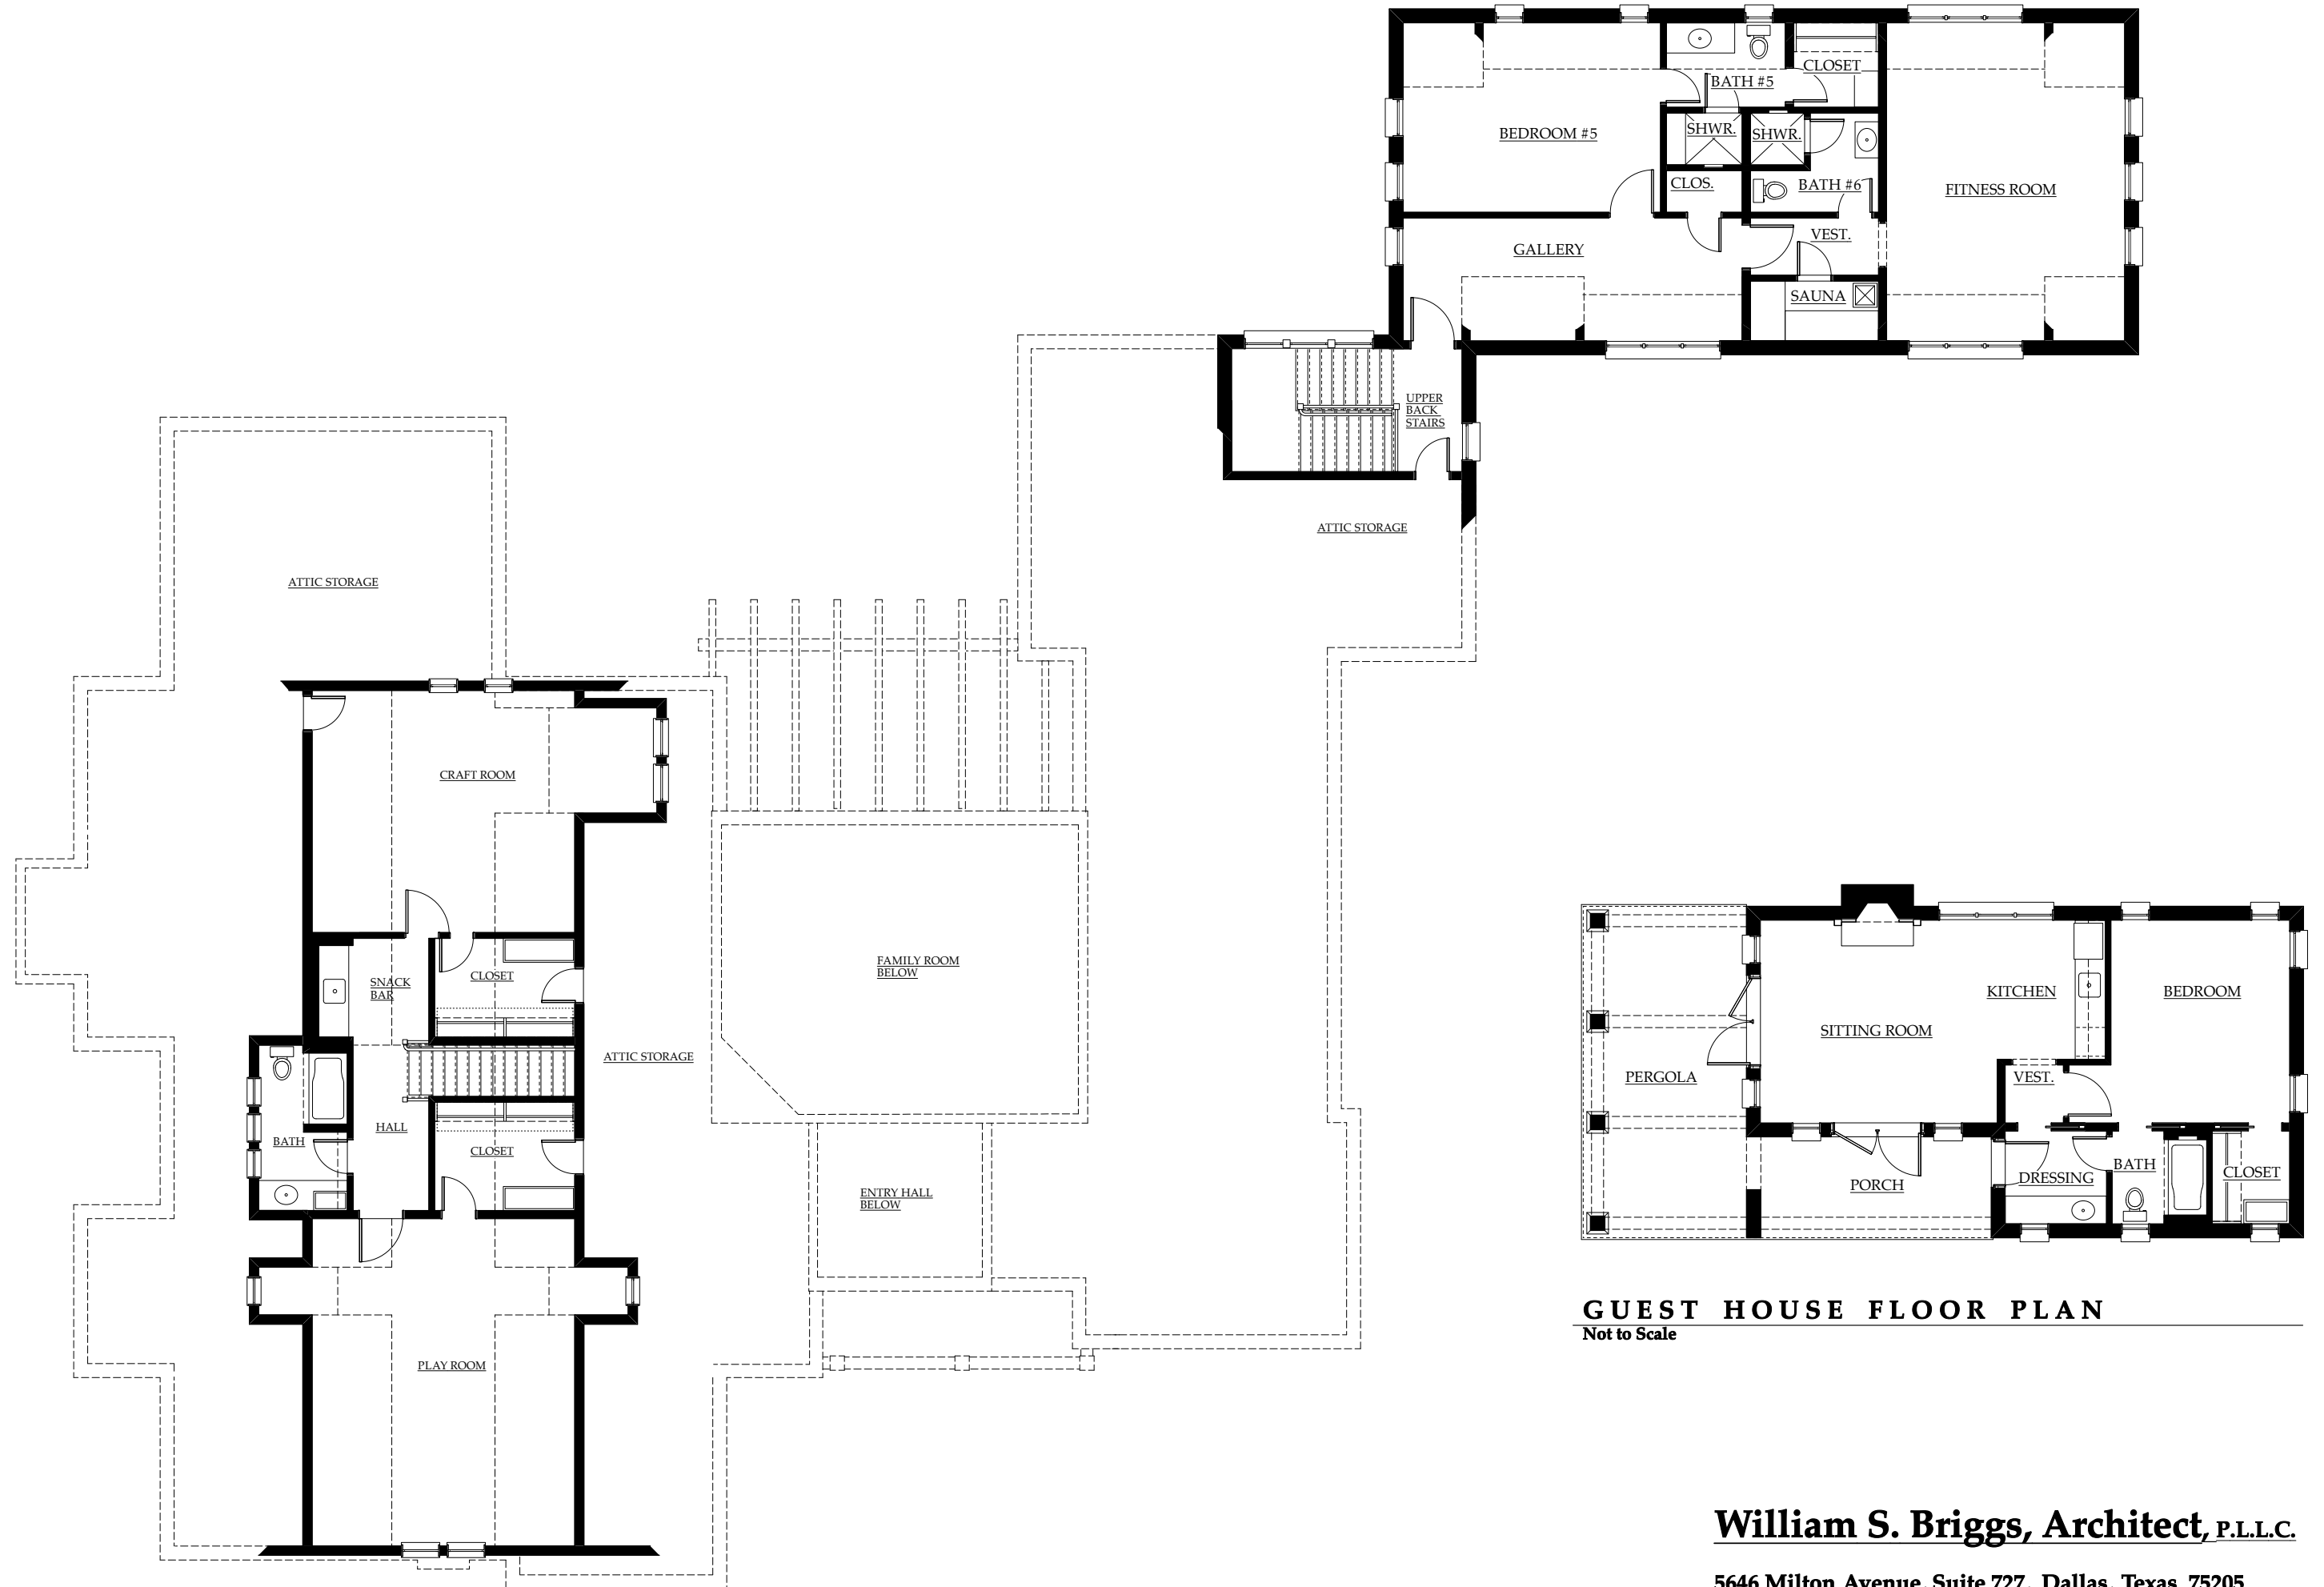 CLOSET
BATH #5
BEDROOM #5
SHWR.
SHWR.
CLOS.
BATH #6
FITNESS ROOM
GALLERY
VEST.
SAUNA
UPPER
BACK
STAIRS
ATTIC STORAGE
ATTIC STORAGE
CRAFT ROOM
SNACK
BAR
CLOSET
FAMILY ROOM
BELOW
ATTIC STORAGE
HALL
BATH
CLOSET
ENTRY HALL
BELOW
PLAY ROOM
KITCHEN
BEDROOM
SITTING ROOM
PERGOLA
VEST.
BATH
DRESSING
CLOSET
PORCH
GUEST HOUSE FLOOR PLAN
Not to Scale
William S. Briggs, Architect, P.L.L.C.
5646 Milton Avenue, Suite 727, Dallas, Texas 75205